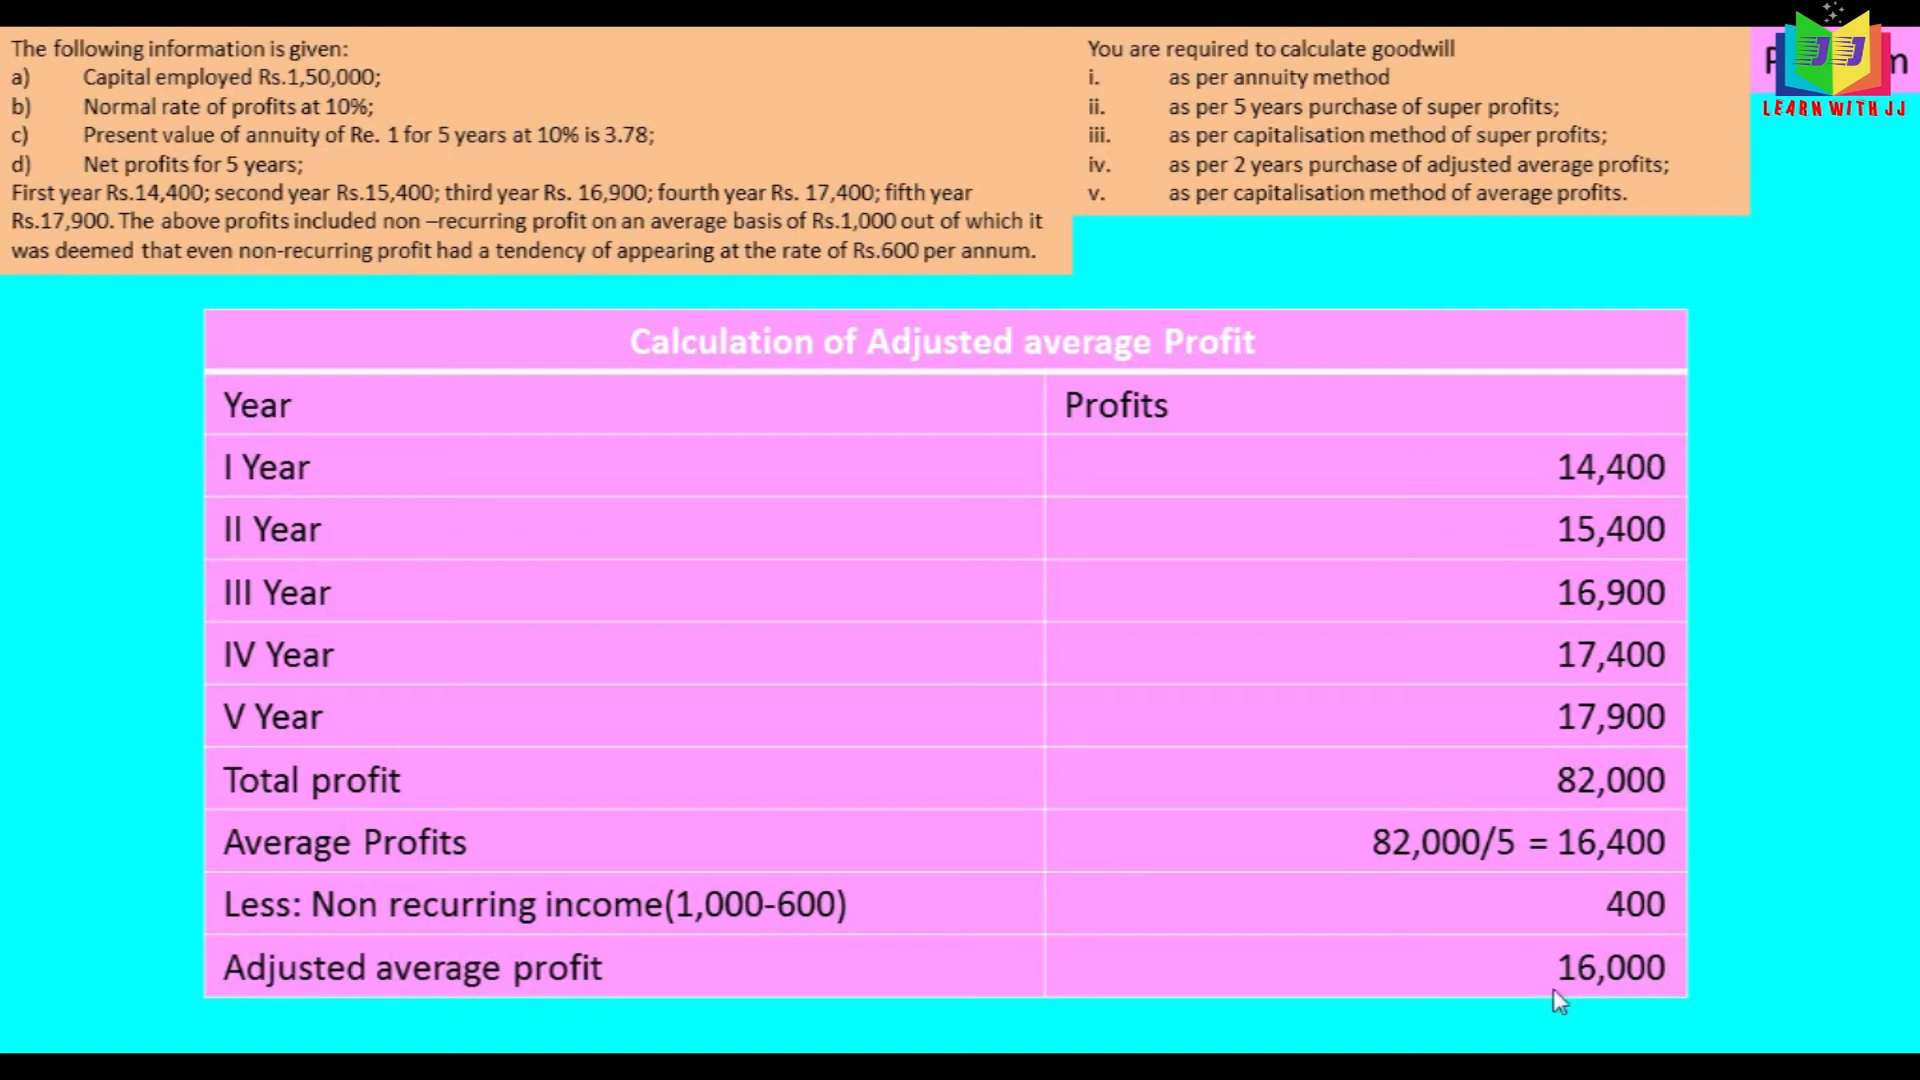 The following information is given:
a) Capital employed Rs.1,50,000;
b) Normal rate of profits at 10%;
c) Present value of annuity of Re. 1 for 5 years at 10% is 3.78;
d) Net profits for 5 years;
First year Rs.14,400; second year Rs.15,400; third year Rs. 16,900; fourth year Rs. 17,400; fifth year
Rs.17,900. The above profits included non –recurring profit on an average basis of Rs.1,000 out of which it
was deemed that even non-recurring profit had a tendency of appearing at the rate of Rs.600 per annum.
You are required to calculate goodwill
i. as per annuity method
ii. as per 5 years purchase of super profits;
iii. as per capitalisation method of super profits;
iv. as per 2 years purchase of adjusted average profits;
v. as per capitalisation method of average profits.
JJ
LEARN WITH JJ
Calculation of Adjusted average Profit
Year Profits
I Year 14,400
II Year 15,400
III Year 16,900
IV Year 17,400
V Year 17,900
Total profit 82,000
Average Profits 82,000/5 = 16,400
Less: Non recurring income(1,000-600) 400
Adjusted average profit 16,000